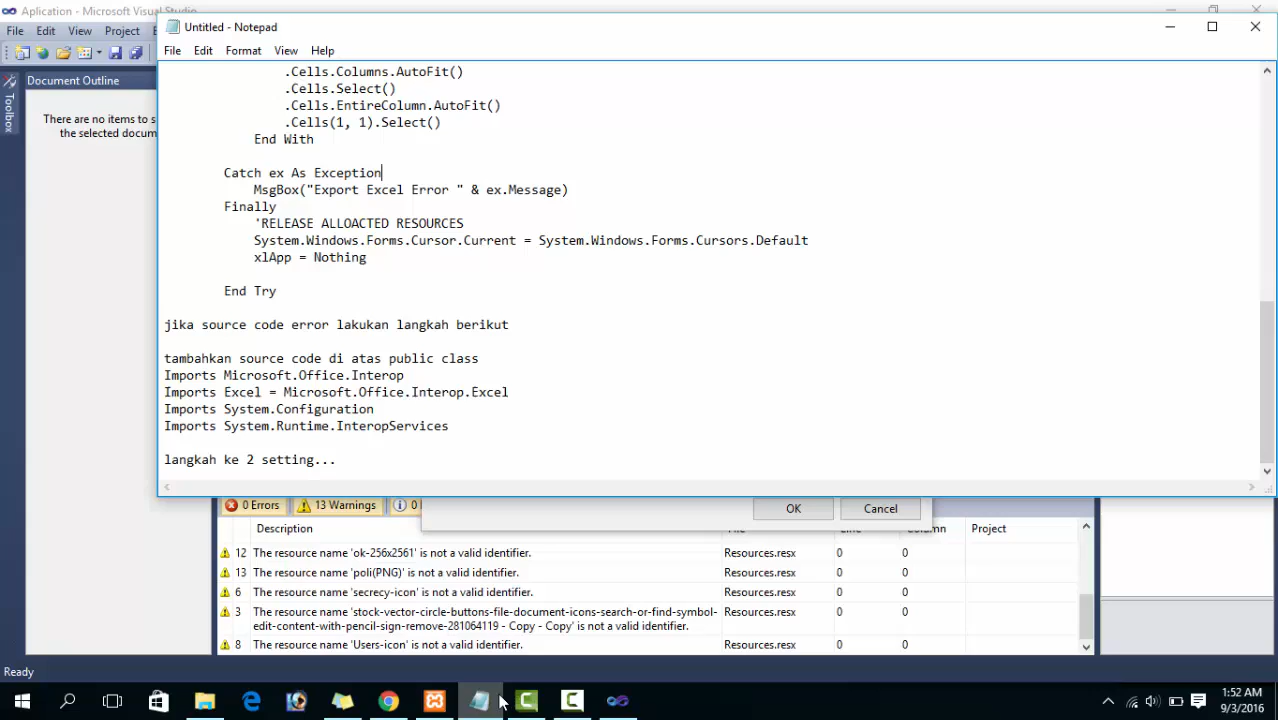 Aplication - Microsoft Visual Studio
File Edit View Project
Document Outline
Toolbox
There are no items to s
the selected docum
Untitled - Notepad
File Edit Format View Help
.Cells.Columns.AutoFit()
.Cells.Select()
.Cells.EntireColumn.AutoFit()
.Cells(1, 1).Select()
End With
Catch ex As Exception
MsgBox("Export Excel Error " & ex.Message)
Finally
'RELEASE ALLOACTED RESOURCES
System.Windows.Forms.Cursor.Current = System.Windows.Forms.Cursors.Default
xlApp = Nothing
End Try
jika source code error lakukan langkah berikut
tambahkan source code di atas public class
Imports Microsoft.Office.Interop
Imports Excel = Microsoft.Office.Interop.Excel
Imports System.Configuration
Imports System.Runtime.InteropServices
langkah ke 2 setting...
0 Errors 13 Warnings 0
OK Cancel
Description File Line Column Project
12 The resource name 'ok-256x2561' is not a valid identifier. Resources.resx 0 0
13 The resource name 'poli(PNG)' is not a valid identifier. Resources.resx 0 0
6 The resource name 'secrecy-icon' is not a valid identifier. Resources.resx 0 0
3 The resource name 'stock-vector-circle-buttons-file-document-icons-search-or-find-symbol- Resources.resx 0 0
edit-content-with-pencil-sign-remove-281064119 - Copy - Copy' is not a valid identifier.
8 The resource name 'Users-icon' is not a valid identifier. Resources.resx 0 0
Ready
1:52 AM
9/3/2016